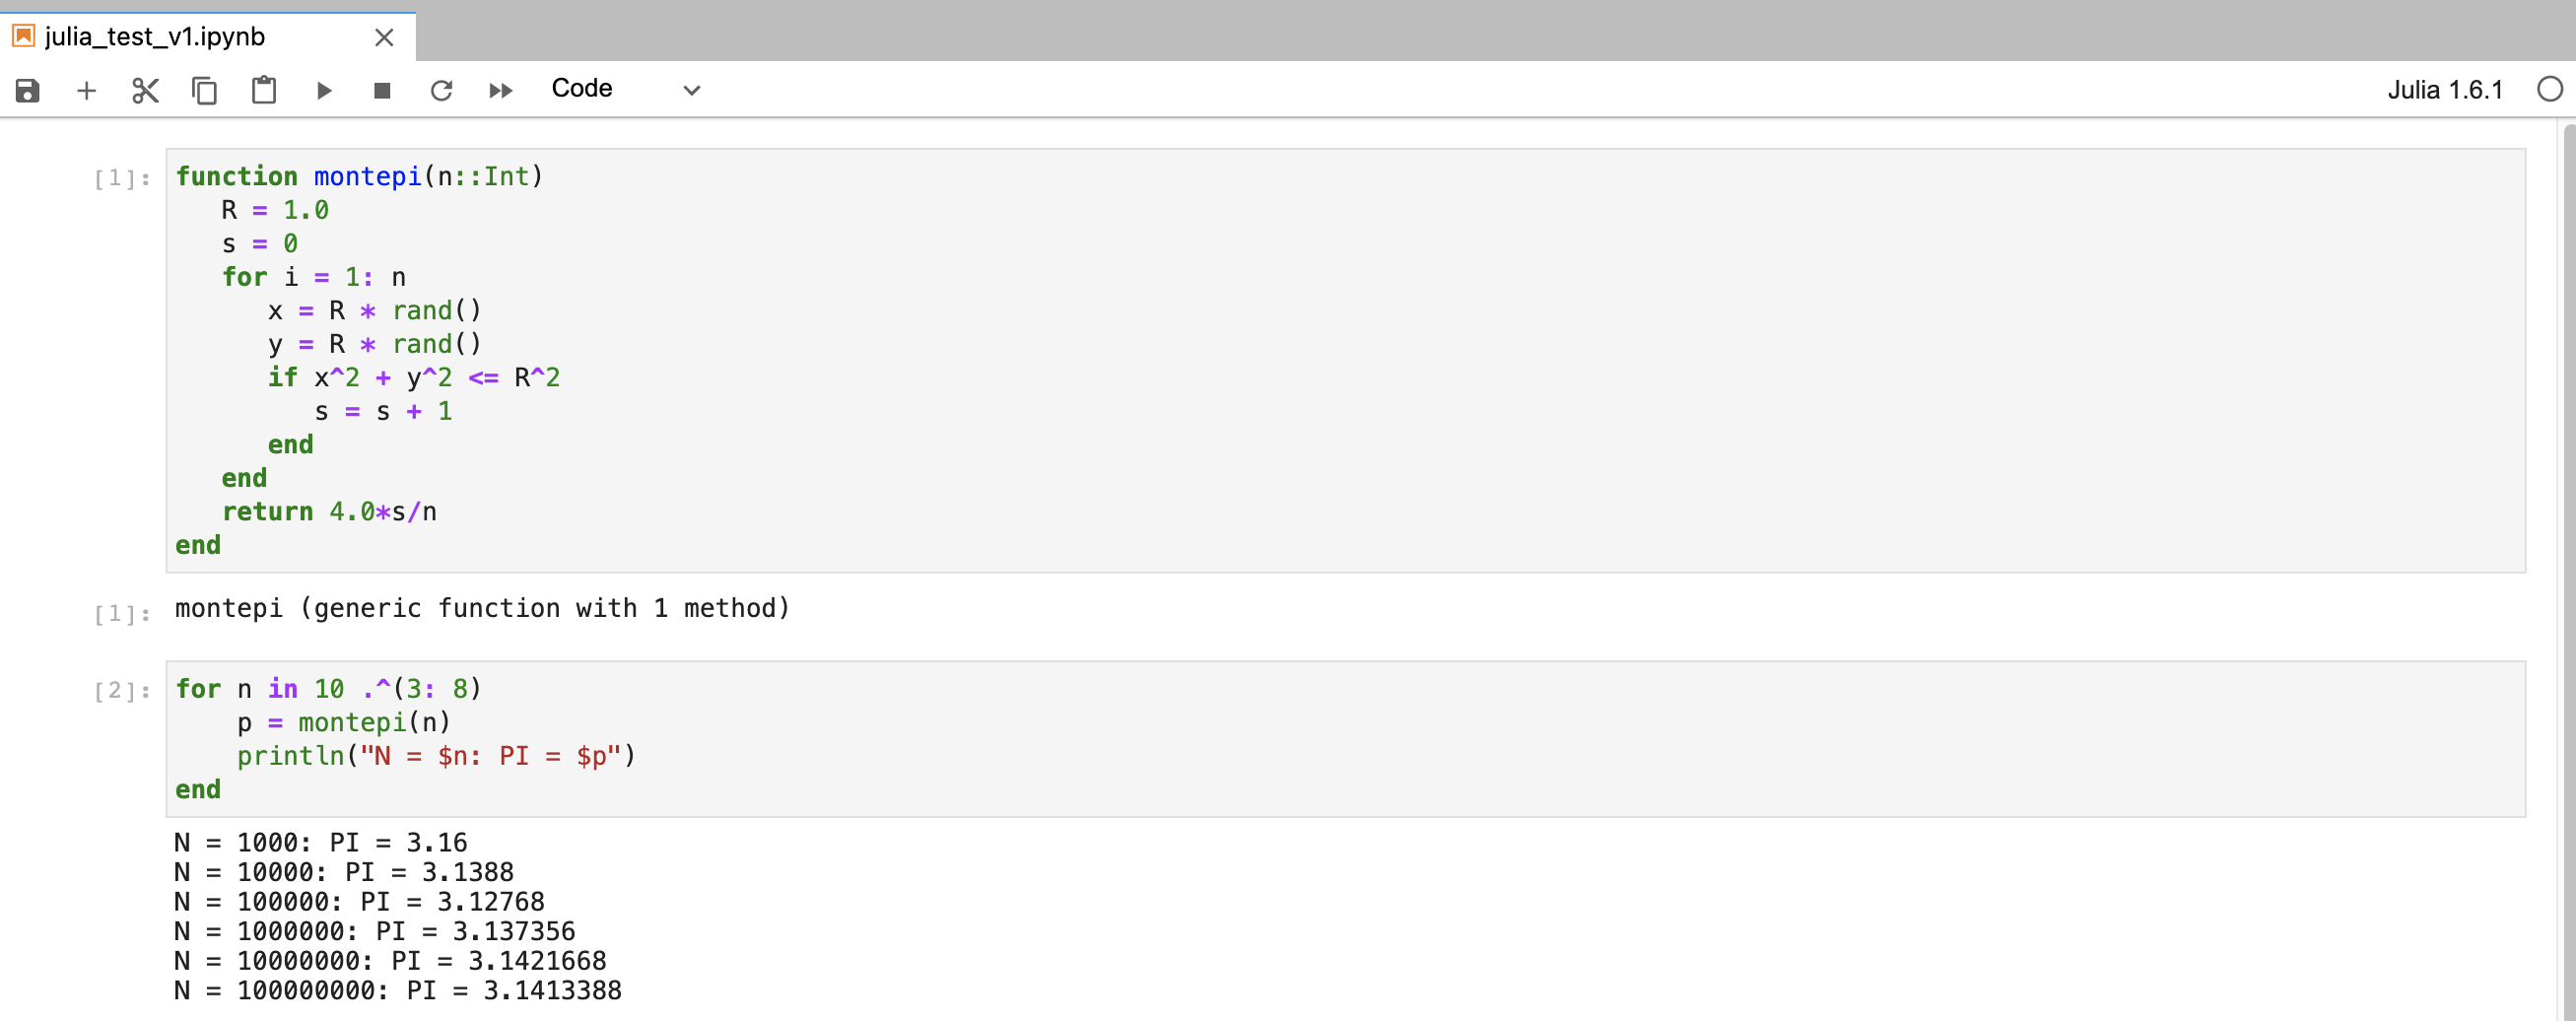 julia_test_v1.ipynb
Code
Julia 1.6.1
[1]:
function montepi(n::Int)
   R = 1.0
   s = 0
   for i = 1: n
      x = R * rand()
      y = R * rand()
      if x^2 + y^2 <= R^2
         s = s + 1
      end
   end
   return 4.0*s/n
end
[1]: montepi (generic function with 1 method)
[2]:
for n in 10 .^(3: 8)
    p = montepi(n)
    println("N = $n: PI = $p")
end
N = 1000: PI = 3.16
N = 10000: PI = 3.1388
N = 100000: PI = 3.12768
N = 1000000: PI = 3.137356
N = 10000000: PI = 3.1421668
N = 100000000: PI = 3.1413388